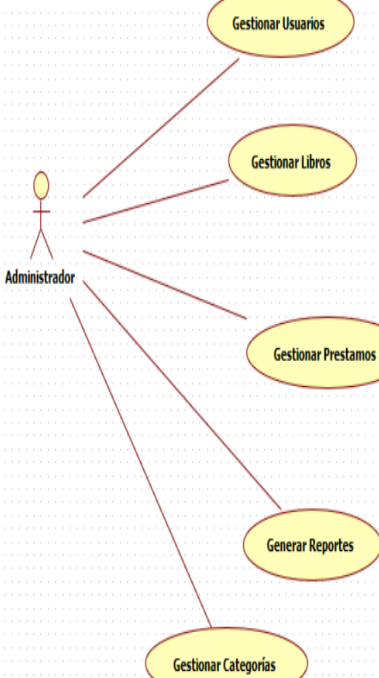 Gestionar Usuarios
Gestionar Libros
Administrador
Gestionar Prestamos
Generar Reportes
Gestionar Categorías